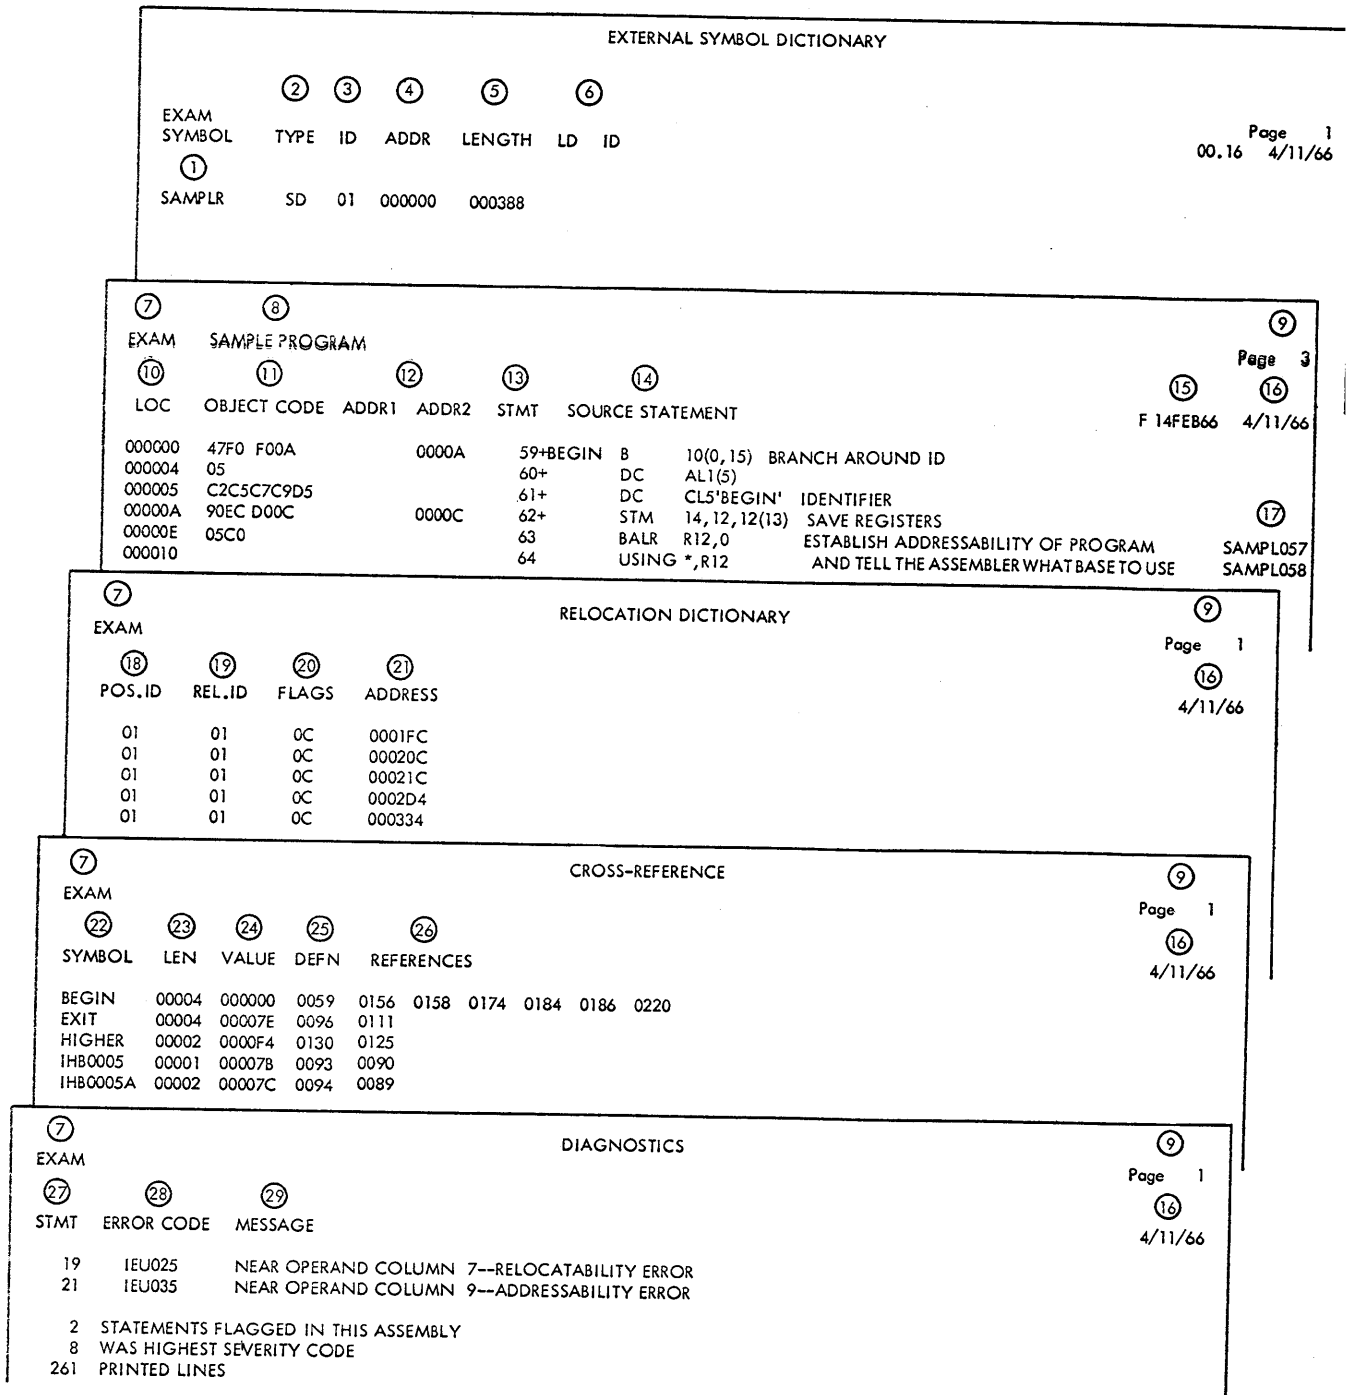 EXTERNAL SYMBOL DICTIONARY
2 3 4 5 6
EXAM
SYMBOL TYPE ID ADDR LENGTH LD ID Page 1
00.16 4/11/66
1
SAMPLR SD 01 000000 000388
7 8 9
EXAM SAMPLE PROGRAM Page 3
10 11 12 13 14 15 16
LOC OBJECT CODE ADDR1 ADDR2 STMT SOURCE STATEMENT F 14FEB66 4/11/66
000000 47F0 F00A 0000A 59+BEGIN B 10(0,15) BRANCH AROUND ID
000004 05 60+ DC AL1(5)
000005 C2C5C7C9D5 61+ DC CL5'BEGIN' IDENTIFIER
00000A 90EC D00C 0000C 62+ STM 14,12,12(13) SAVE REGISTERS 17
00000E 05C0 63 BALR R12,0 ESTABLISH ADDRESSABILITY OF PROGRAM SAMPL057
000010 64 USING *,R12 AND TELL THE ASSEMBLER WHAT BASE TO USE SAMPL058
7 RELOCATION DICTIONARY 9
EXAM Page 1
18 19 20 21 16
POS.ID REL.ID FLAGS ADDRESS 4/11/66
01 01 0C 0001FC
01 01 0C 00020C
01 01 0C 00021C
01 01 0C 0002D4
01 01 0C 000334
7 CROSS-REFERENCE 9
EXAM Page 1
22 23 24 25 26 16
SYMBOL LEN VALUE DEFN REFERENCES 4/11/66
BEGIN 00004 000000 0059 0156 0158 0174 0184 0186 0220
EXIT 00004 00007E 0096 0111
HIGHER 00002 0000F4 0130 0125
IHB0005 00001 00007B 0093 0090
IHB0005A 00002 00007C 0094 0089
7 DIAGNOSTICS 9
EXAM Page 1
27 28 29 16
STMT ERROR CODE MESSAGE 4/11/66
19 IEU025 NEAR OPERAND COLUMN 7--RELOCATABILITY ERROR
21 IEU035 NEAR OPERAND COLUMN 9--ADDRESSABILITY ERROR
2 STATEMENTS FLAGGED IN THIS ASSEMBLY
8 WAS HIGHEST SEVERITY CODE
261 PRINTED LINES